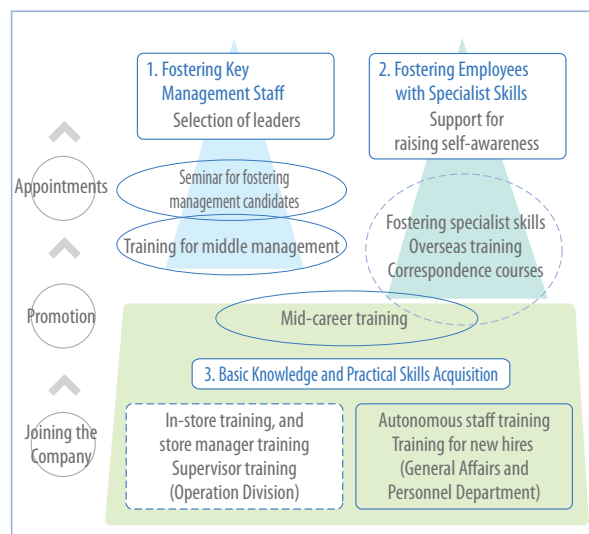 1. Fostering Key
Management Staff
Selection of leaders
2. Fostering Employees
with Specialist Skills
Support for
raising self-awareness
Appointments
Seminar for fostering
management candidates
Training for middle management
Fostering specialist skills
Overseas training
Correspondence courses
Promotion
Mid-career training
3. Basic Knowledge and Practical Skills Acquisition
Joining the
Company
In-store training, and
store manager training
Supervisor training
(Operation Division)
Autonomous staff training
Training for new hires
(General Affairs and
Personnel Department)